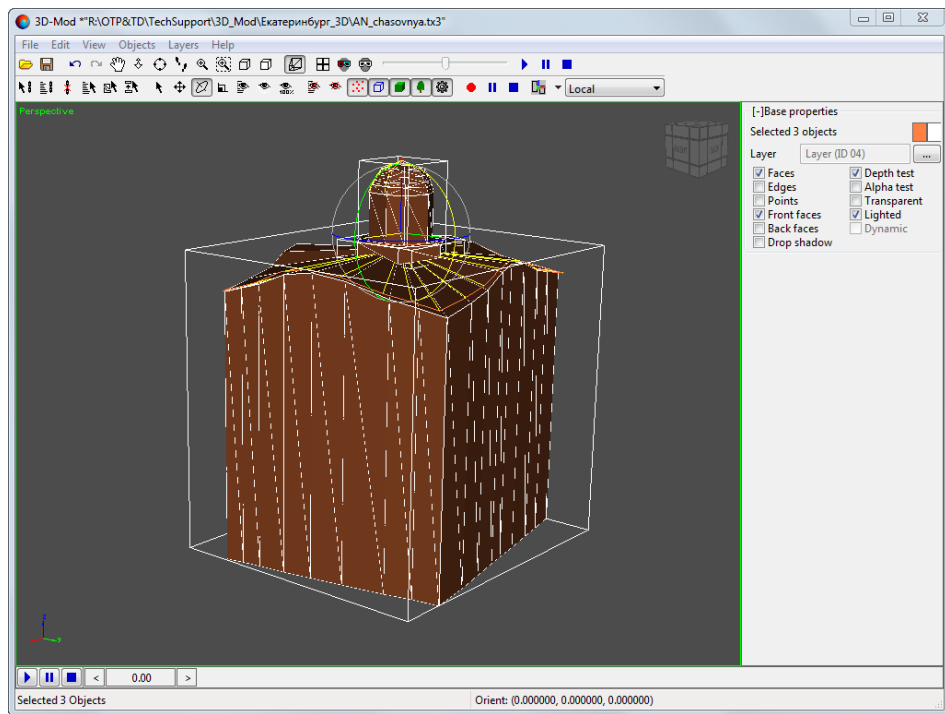 3D-Mod *"R:\OTP&TD\TechSupport\3D_Mod\Екатеринбург_3D\AN_chasovnya.tx3"
File Edit View Objects Layers Help
Local
Perspective
[-]Base properties
Selected 3 objects
Layer Layer (ID 04) ...
Faces Depth test
Edges Alpha test
Points Transparent
Front faces Lighted
Back faces Dynamic
Drop shadow
z
y
< 0.00 >
Selected 3 Objects Orient: (0.000000, 0.000000, 0.000000)